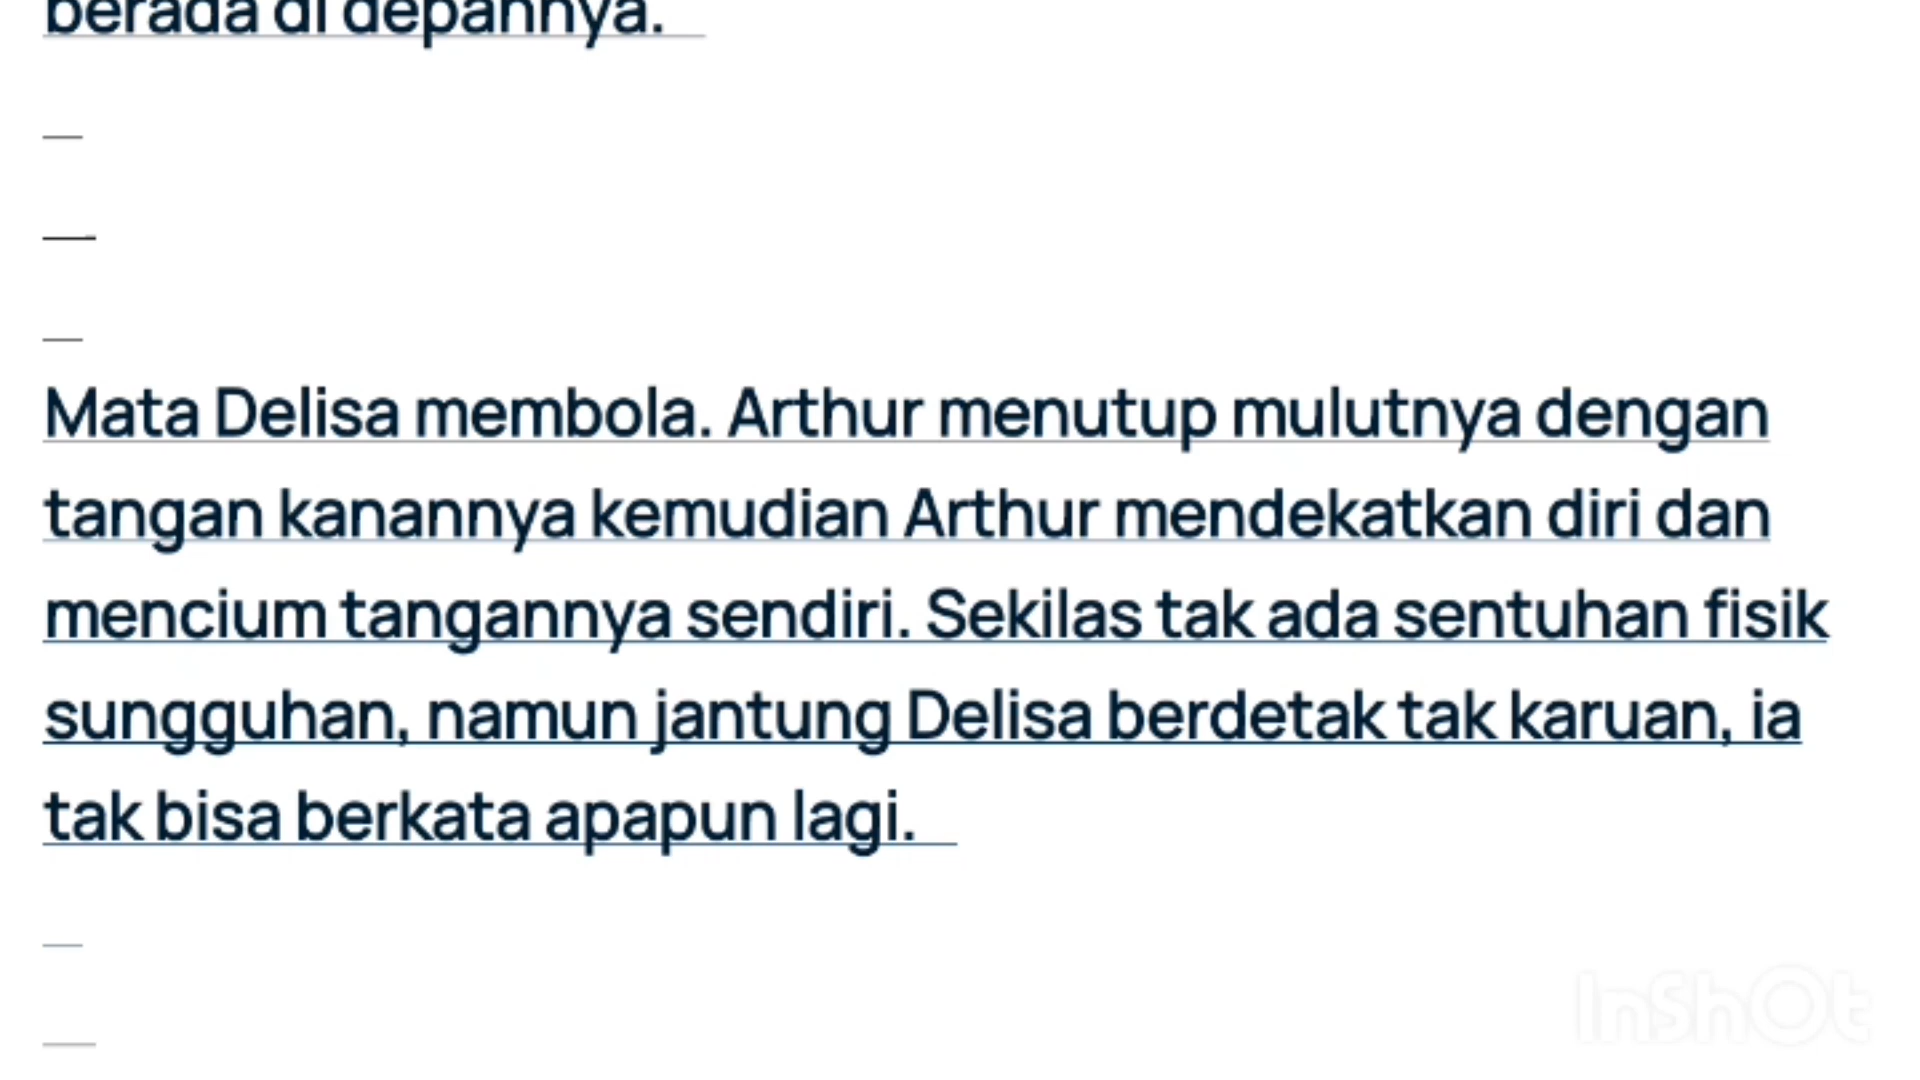 berada di depannya.
Mata Delisa membola. Arthur menutup mulutnya dengan
tangan kanannya kemudian Arthur mendekatkan diri dan
mencium tangannya sendiri. Sekilas tak ada sentuhan fisik
sungguhan, namun jantung Delisa berdetak tak karuan, ia
tak bisa berkata apapun lagi.
InShOt